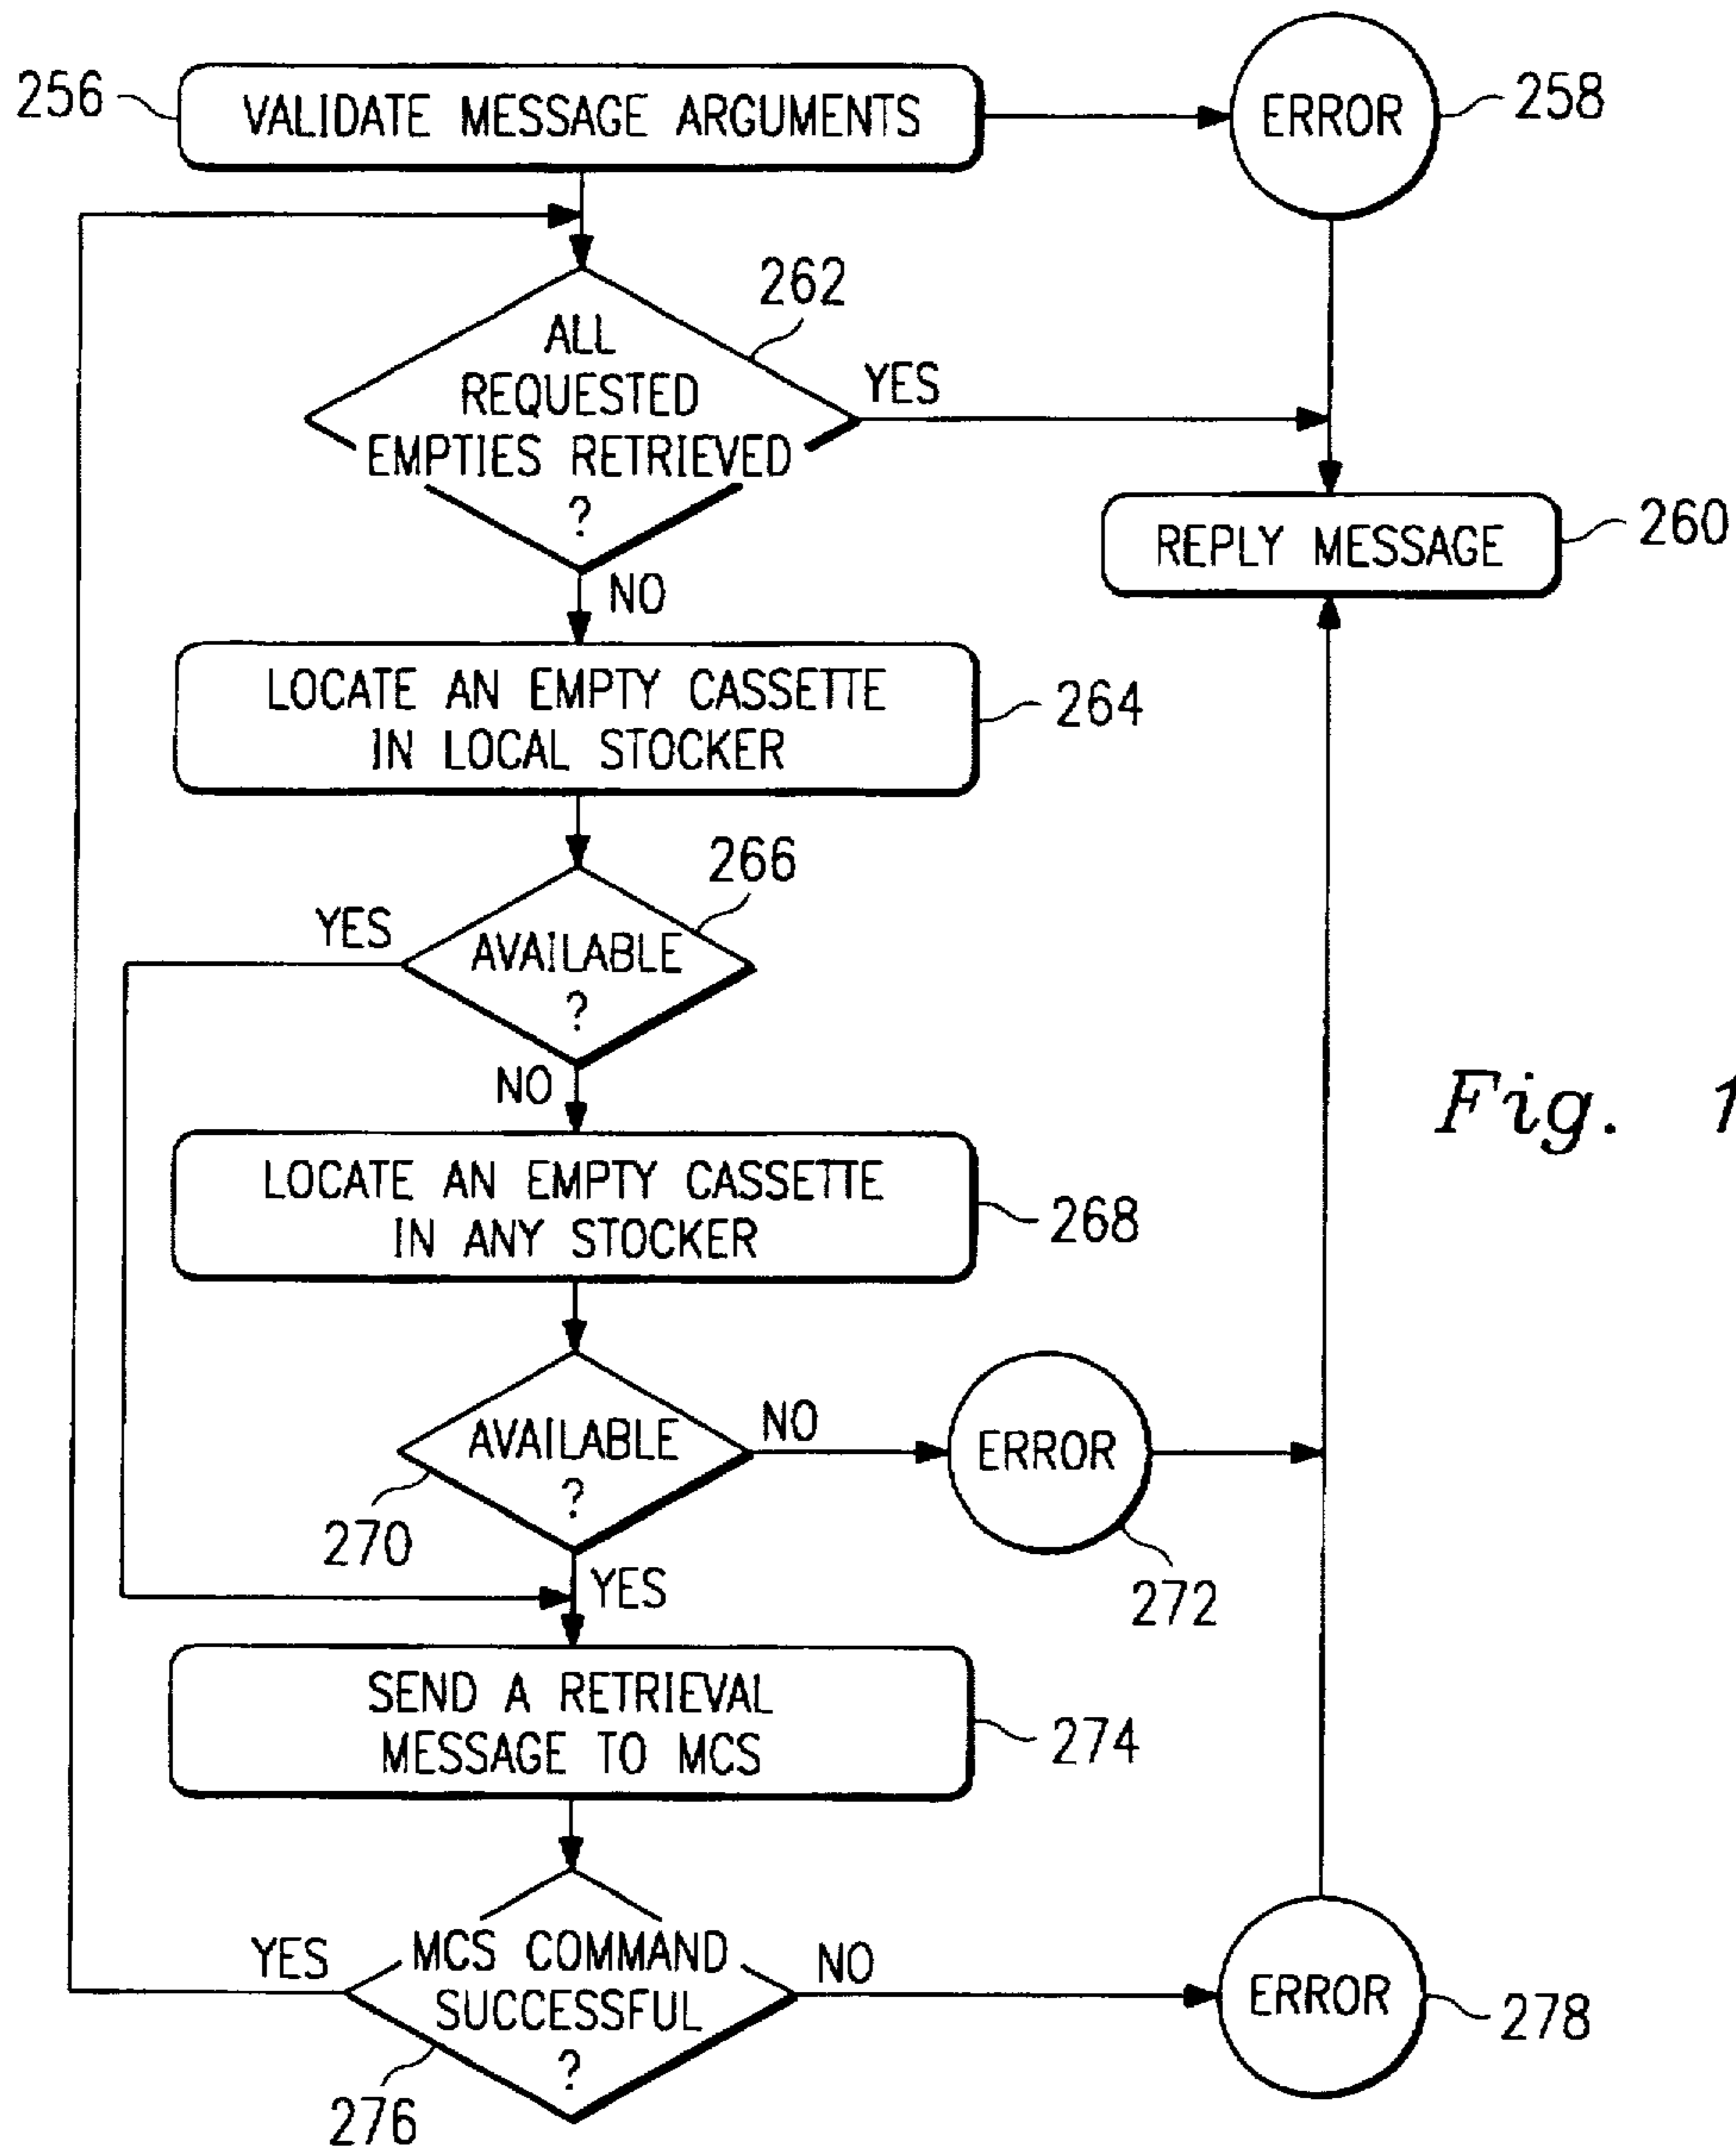 256
VALIDATE MESSAGE ARGUMENTS
ERROR
258
262
ALL
REQUESTED
EMPTIES RETRIEVED
?
YES
REPLY MESSAGE
260
NO
LOCATE AN EMPTY CASSETTE
IN LOCAL STOCKER
264
266
YES
AVAILABLE
?
NO
LOCATE AN EMPTY CASSETTE
IN ANY STOCKER
268
Fig. 1
AVAILABLE
?
NO
ERROR
270
272
YES
SEND A RETRIEVAL
MESSAGE TO MCS
274
YES
MCS COMMAND
SUCCESSFUL
?
NO
ERROR
278
276